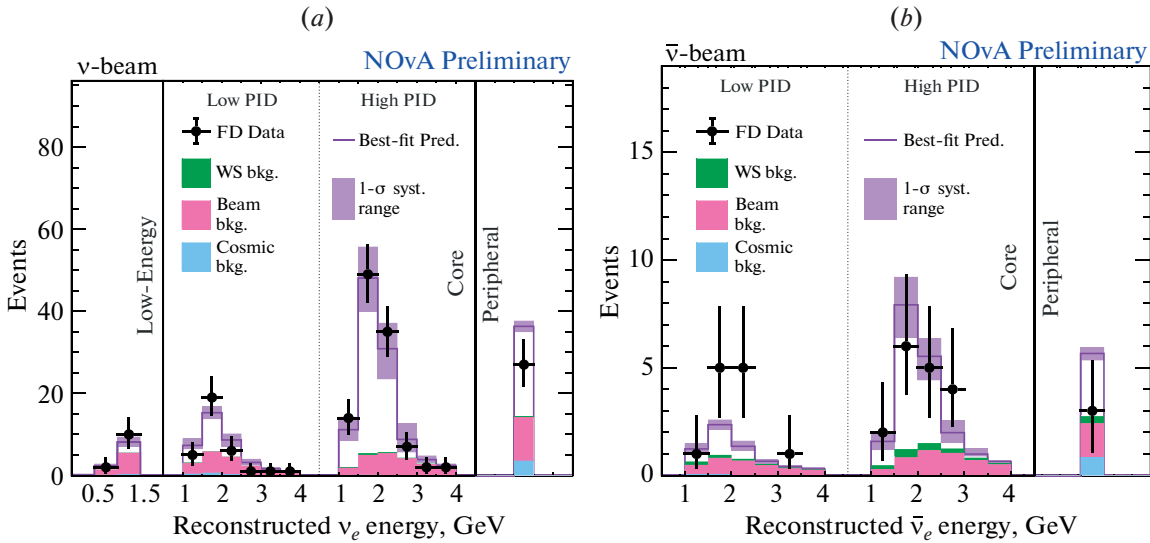 (a)
ν-beam
NOvA Preliminary
Low PID
High PID
FD Data
WS bkg.
Beam
bkg.
Cosmic
bkg.
Best-fit Pred.
1-σ syst.
range
Low-Energy
Core
Peripheral
Events
80
60
40
20
0
0.5 1.5 1 2 3 4 1 2 3 4
Reconstructed νe energy, GeV
(b)
ν̄-beam
NOvA Preliminary
Low PID
High PID
FD Data
WS bkg.
Beam
bkg.
Cosmic
bkg.
Best-fit Pred.
1-σ syst.
range
Core
Peripheral
Events
15
10
5
0
1 2 3 4 1 2 3 4
Reconstructed ν̄e energy, GeV